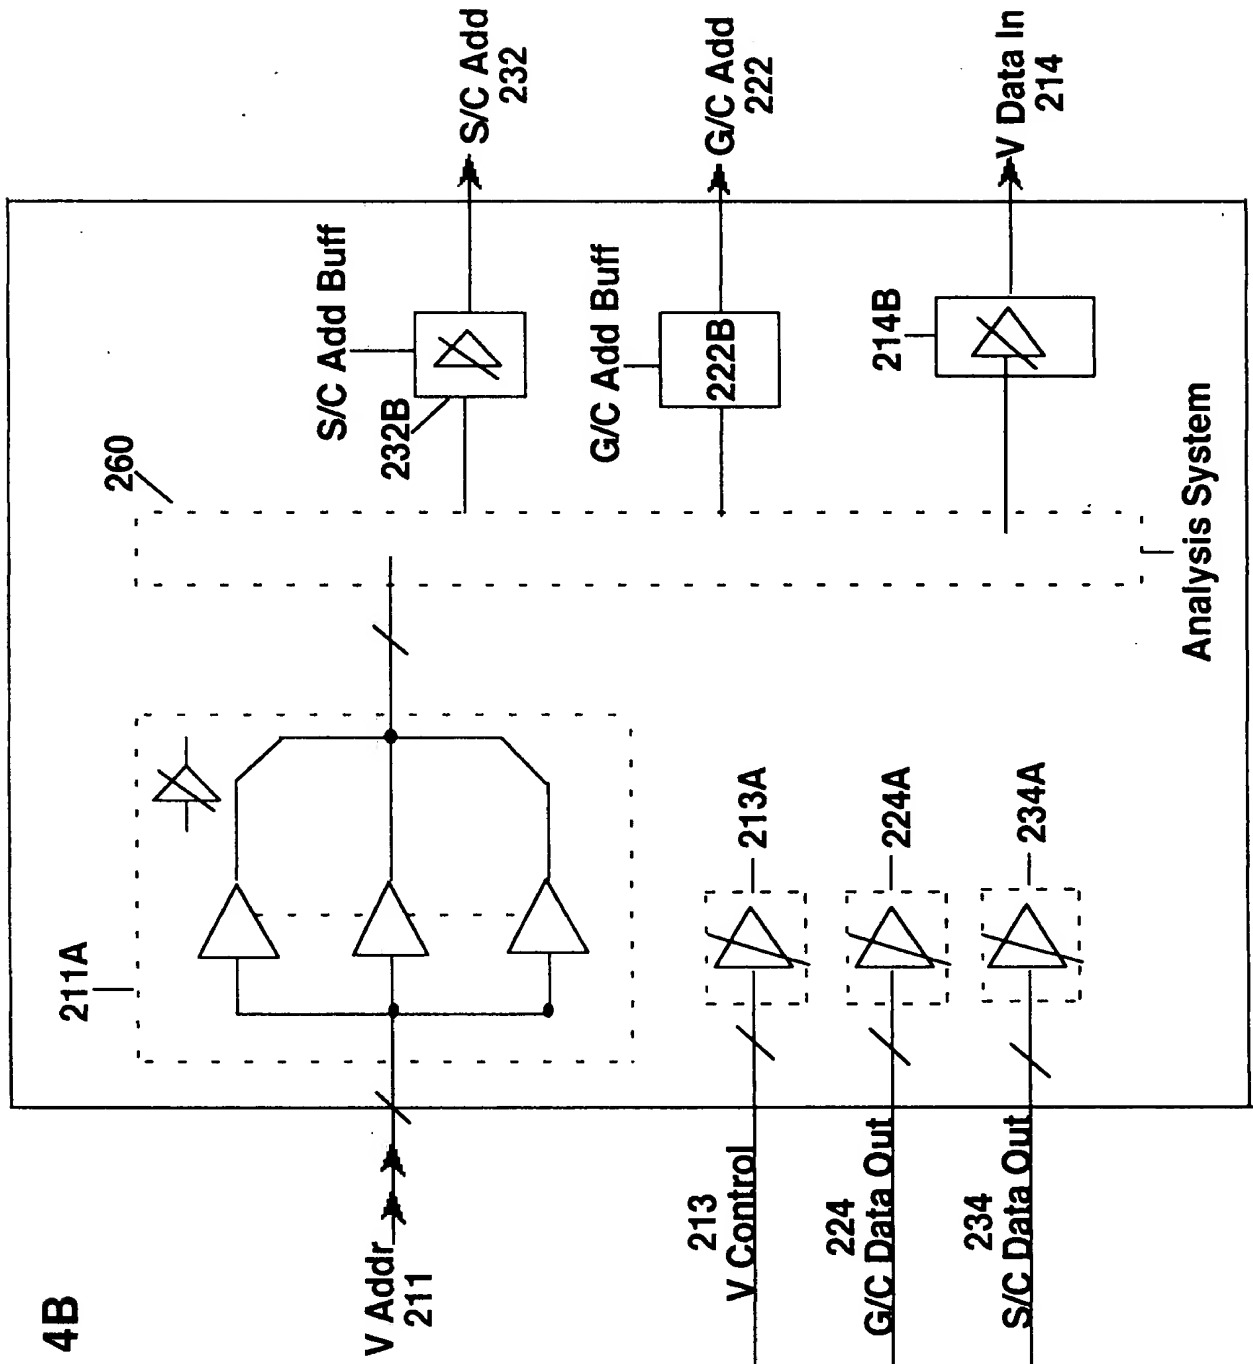 4B
V Addr
211
213
V Control
224
G/C Data Out
234
S/C Data Out
211A
213A
224A
234A
260
Analysis System
S/C Add Buff
232B
G/C Add Buff
222B
214B
S/C Add
232
G/C Add
222
V Data In
214